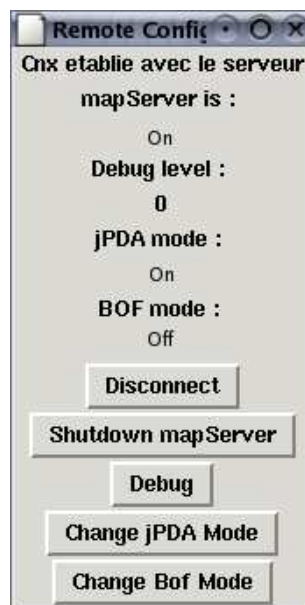 Remote Config
Cnx etablie avec le serveur
mapServer is :
On
Debug level :
0
jPDA mode :
On
BOF mode :
Off
Disconnect
Shutdown mapServer
Debug
Change jPDA Mode
Change Bof Mode